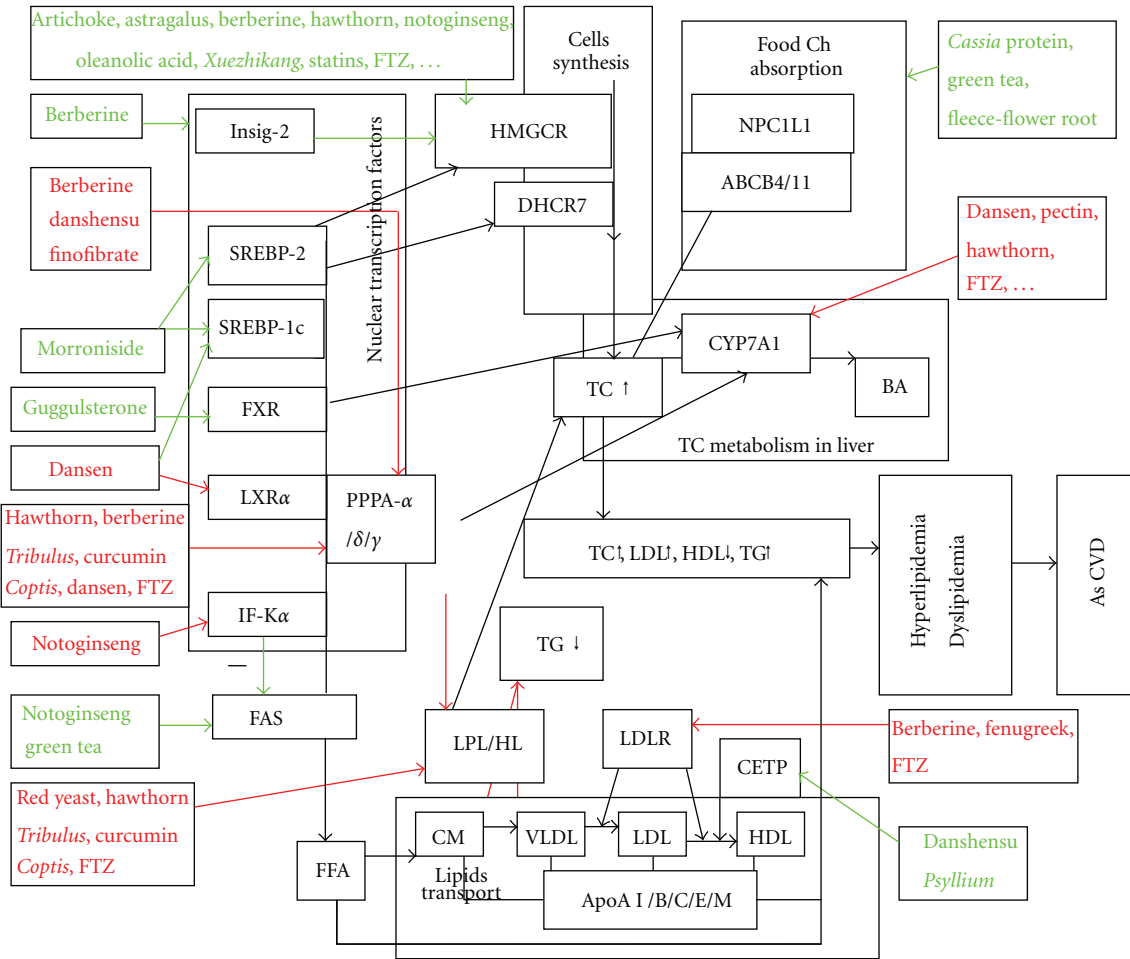 Artichoke, astragalus, berberine, hawthorn, notoginseng,
oleanolic acid, Xuezhikang, statins, FTZ, …
Cells
synthesis
Food Ch
absorption
Cassia protein,
green tea,
fleece-flower root
Berberine
Insig-2
HMGCR
NPC1L1
ABCB4/11
DHCR7
Nuclear transcription factors
Berberine
danshensu
finofibrate
SREBP-2
SREBP-1c
Dansen, pectin,
hawthorn,
FTZ, …
Morroniside
CYP7A1
TC ↑
BA
TC metabolism in liver
Guggulsterone
FXR
Dansen
LXRα
PPPA-α
/δ/γ
Hawthorn, berberine
Tribulus, curcumin
Coptis, dansen, FTZ
TC↑, LDL↑, HDL↓, TG↑
Hyperlipidemia
Dyslipidemia
As CVD
IF-Kα
Notoginseng
—
TG ↓
Notoginseng
green tea
FAS
LPL/HL
LDLR
CETP
Berberine, fenugreek,
FTZ
Red yeast, hawthorn
Tribulus, curcumin
Coptis, FTZ
FFA
CM
VLDL
LDL
HDL
Lipids
transport
ApoA I /B/C/E/M
Danshensu
Psyllium